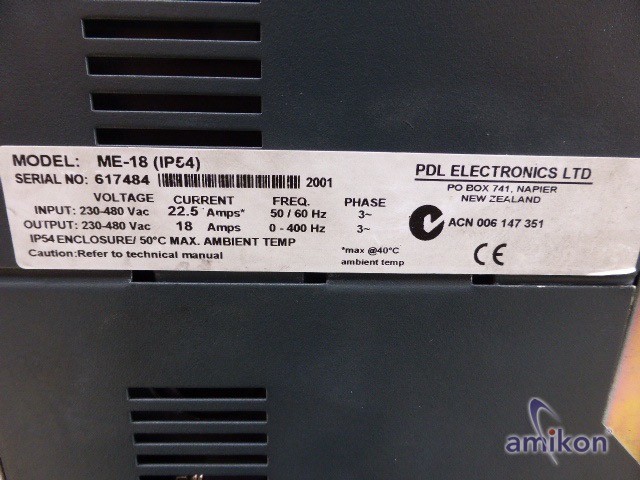 MODEL: ME-18 (IP54)
SERIAL NO: 617484 2001
VOLTAGE CURRENT FREQ. PHASE
INPUT: 230-480 Vac 22.5 Amps* 50 / 60 Hz 3~
OUTPUT: 230-480 Vac 18 Amps 0 - 400 Hz 3~
IP54 ENCLOSURE/ 50°C MAX. AMBIENT TEMP
Caution:Refer to technical manual
*max @40°C
ambient temp
PDL ELECTRONICS LTD
PO BOX 741, NAPIER
NEW ZEALAND
ACN 006 147 351
CE
amikon